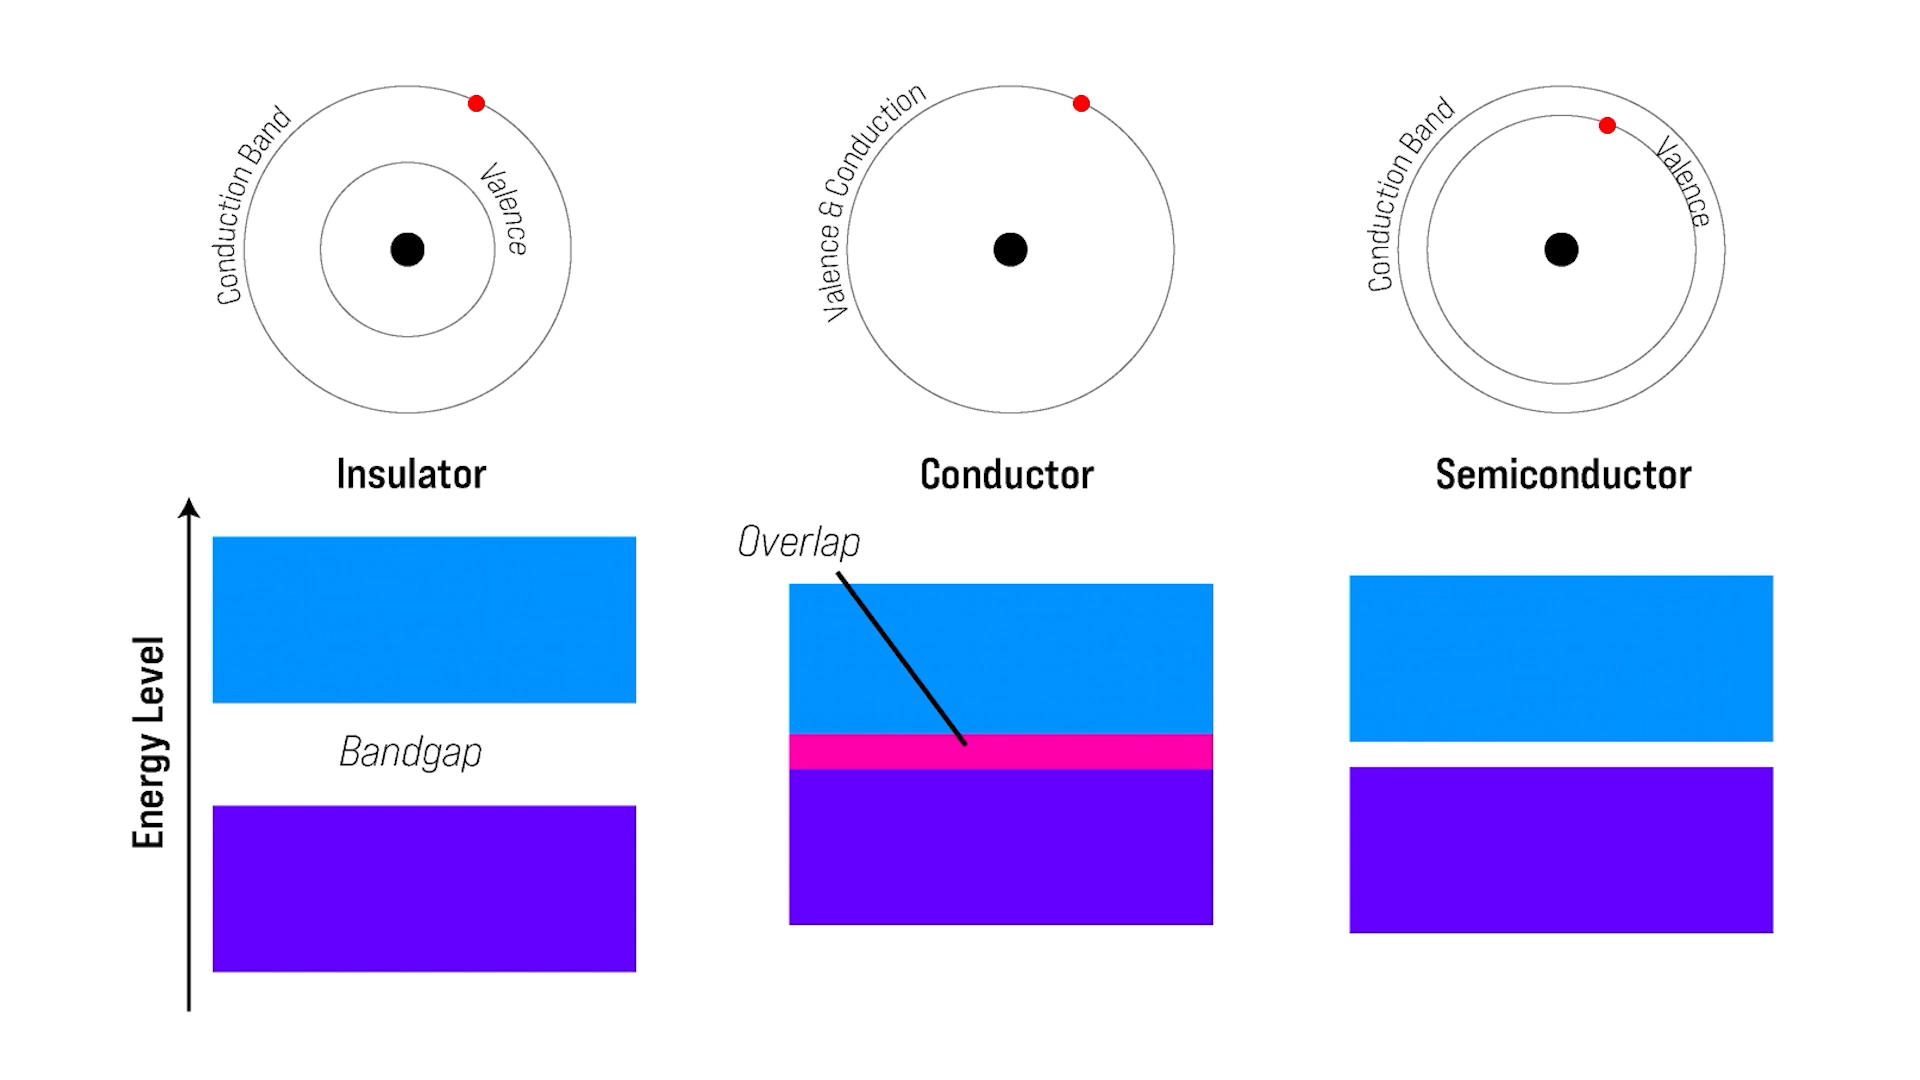 Conduction Band
Valence
Valence & Conduction
Conduction Band
Valence
Insulator
Conductor
Semiconductor
Overlap
Energy Level
Bandgap